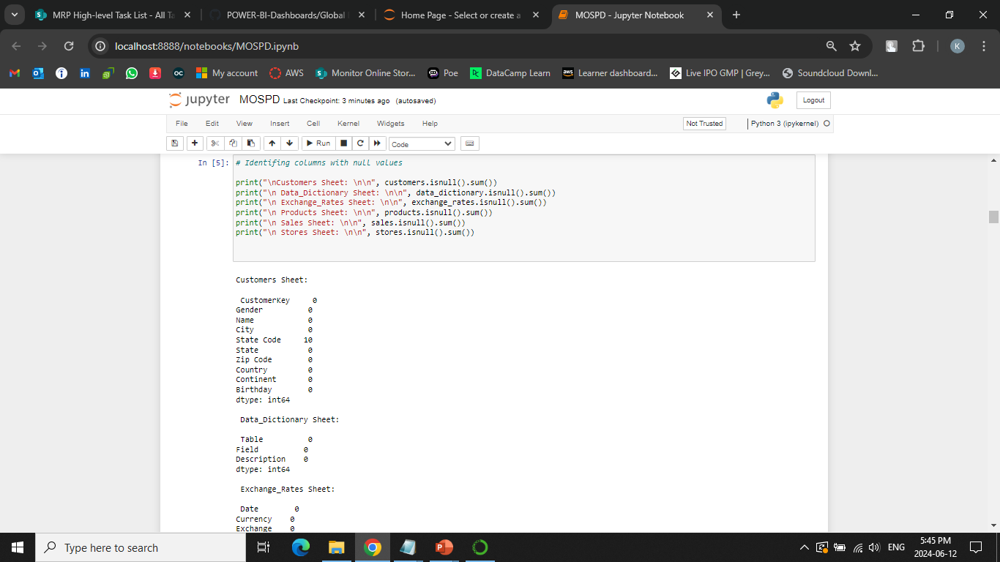 MRP High-level Task List - All Ta
POWER-BI-Dashboards/Global
Home Page - Select or create a
MOSPD - Jupyter Notebook
localhost:8888/notebooks/MOSPD.ipynb
K
My account
AWS
Monitor Online Stor...
Poe
DataCamp Learn
Learner dashboard...
Live IPO GMP | Grey...
Soundcloud Downl...
jupyter MOSPD Last Checkpoint: 3 minutes ago (autosaved)
Logout
File Edit View Insert Cell Kernel Widgets Help
Not Trusted
Python 3 (ipykernel)
Run
Code
In [5]:
# Identifing columns with null values
print("\nCustomers Sheet: \n\n", customers.isnull().sum())
print("\n Data_Dictionary Sheet: \n\n", data_dictionary.isnull().sum())
print("\n Exchange_Rates Sheet: \n\n", exchange_rates.isnull().sum())
print("\n Products Sheet: \n\n", products.isnull().sum())
print("\n Sales Sheet: \n\n", sales.isnull().sum())
print("\n Stores Sheet: \n\n", stores.isnull().sum())
Customers Sheet:
CustomerKey 0
Gender 0
Name 0
City 0
State Code 10
State 0
Zip Code 0
Country 0
Continent 0
Birthday 0
dtype: int64
Data_Dictionary Sheet:
Table 0
Field 0
Description 0
dtype: int64
Exchange_Rates Sheet:
Date 0
Currency 0
Exchange 0
Type here to search
ENG
5:45 PM
2024-06-12